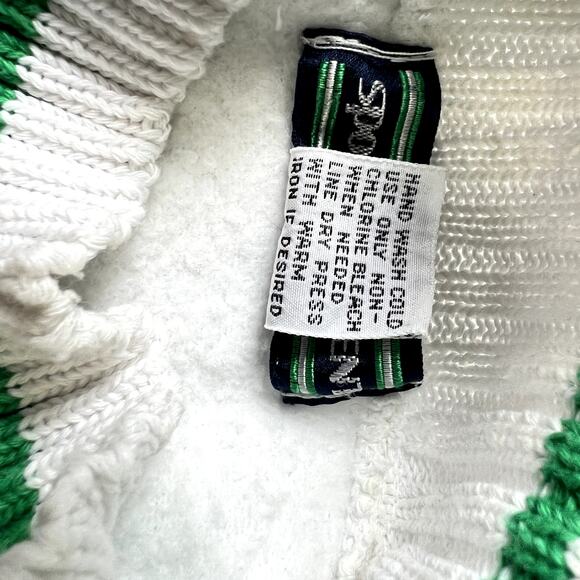 HAND WASH COLD
USE ONLY NON-
CHLORINE BLEACH
WHEN NEEDED
LINE DRY PRESS
WITH WARM
IRON IF DESIRED